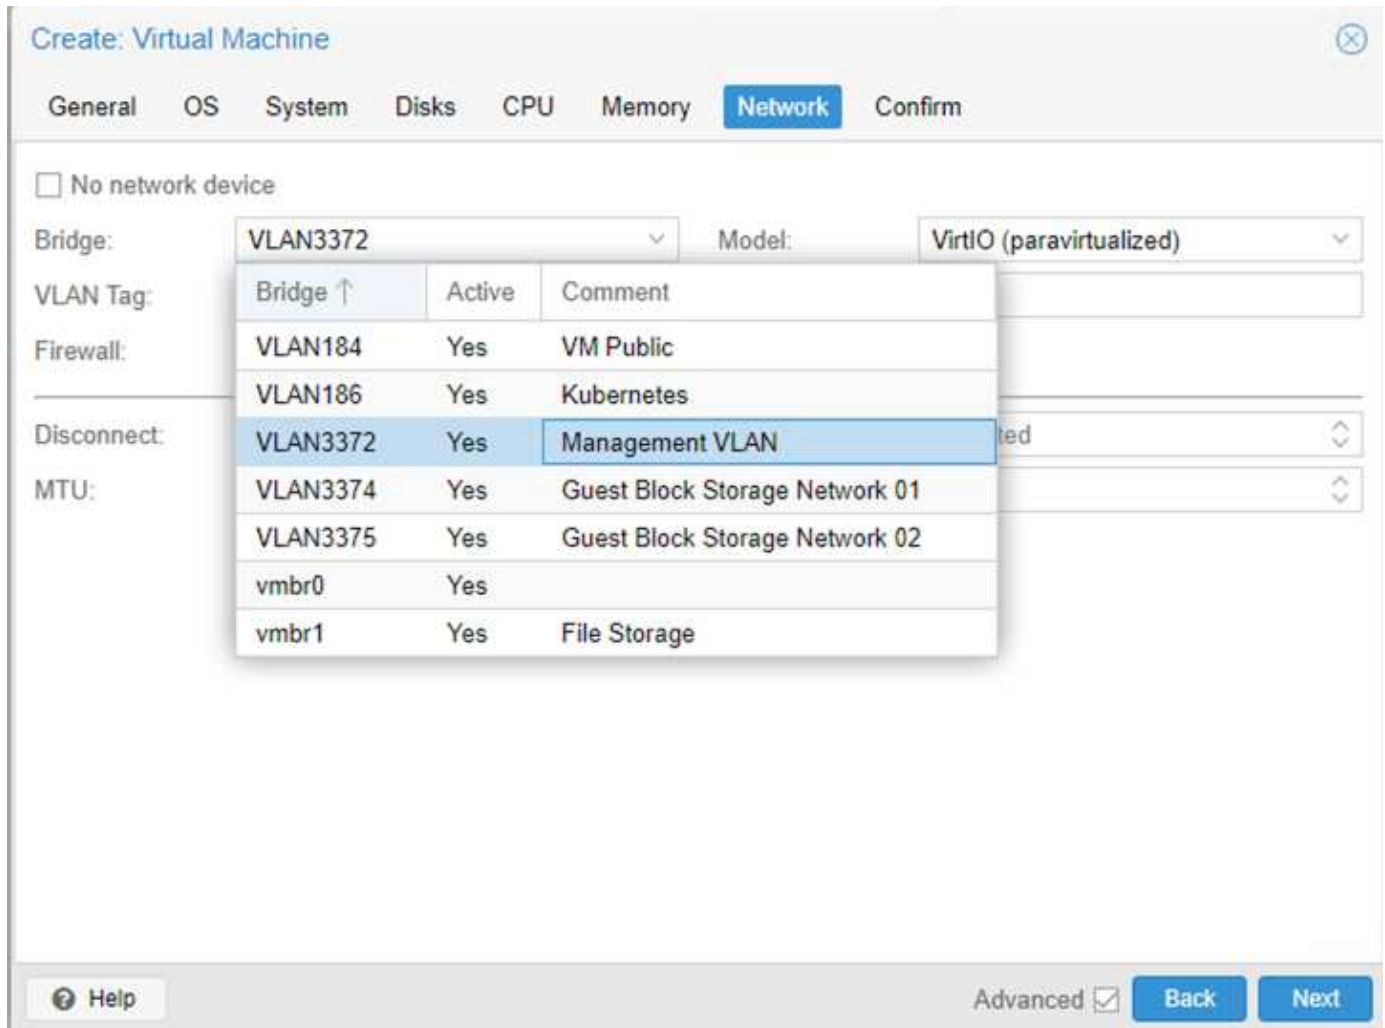 Create: Virtual Machine
General OS System Disks CPU Memory Network Confirm
No network device
Bridge: VLAN3372 Model: VirtIO (paravirtualized)
VLAN Tag:
Firewall:
Disconnect:
MTU:
Bridge ↑ Active Comment
VLAN184 Yes VM Public
VLAN186 Yes Kubernetes
VLAN3372 Yes Management VLAN
VLAN3374 Yes Guest Block Storage Network 01
VLAN3375 Yes Guest Block Storage Network 02
vmbr0 Yes
vmbr1 Yes File Storage
Help Advanced Back Next